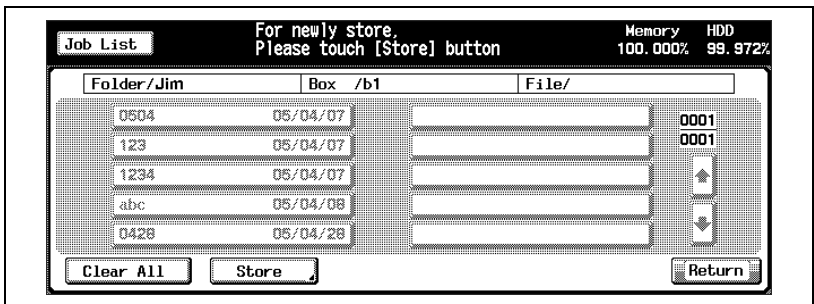 Job List
For newly store,
Please touch [Store] button
Memory HDD
100.000% 99.972%
Folder/Jim Box /b1 File/
0504 05/04/07
123 05/04/07
1234 05/04/07
abc 05/04/08
0428 05/04/28
0001
0001
Clear All Store Return